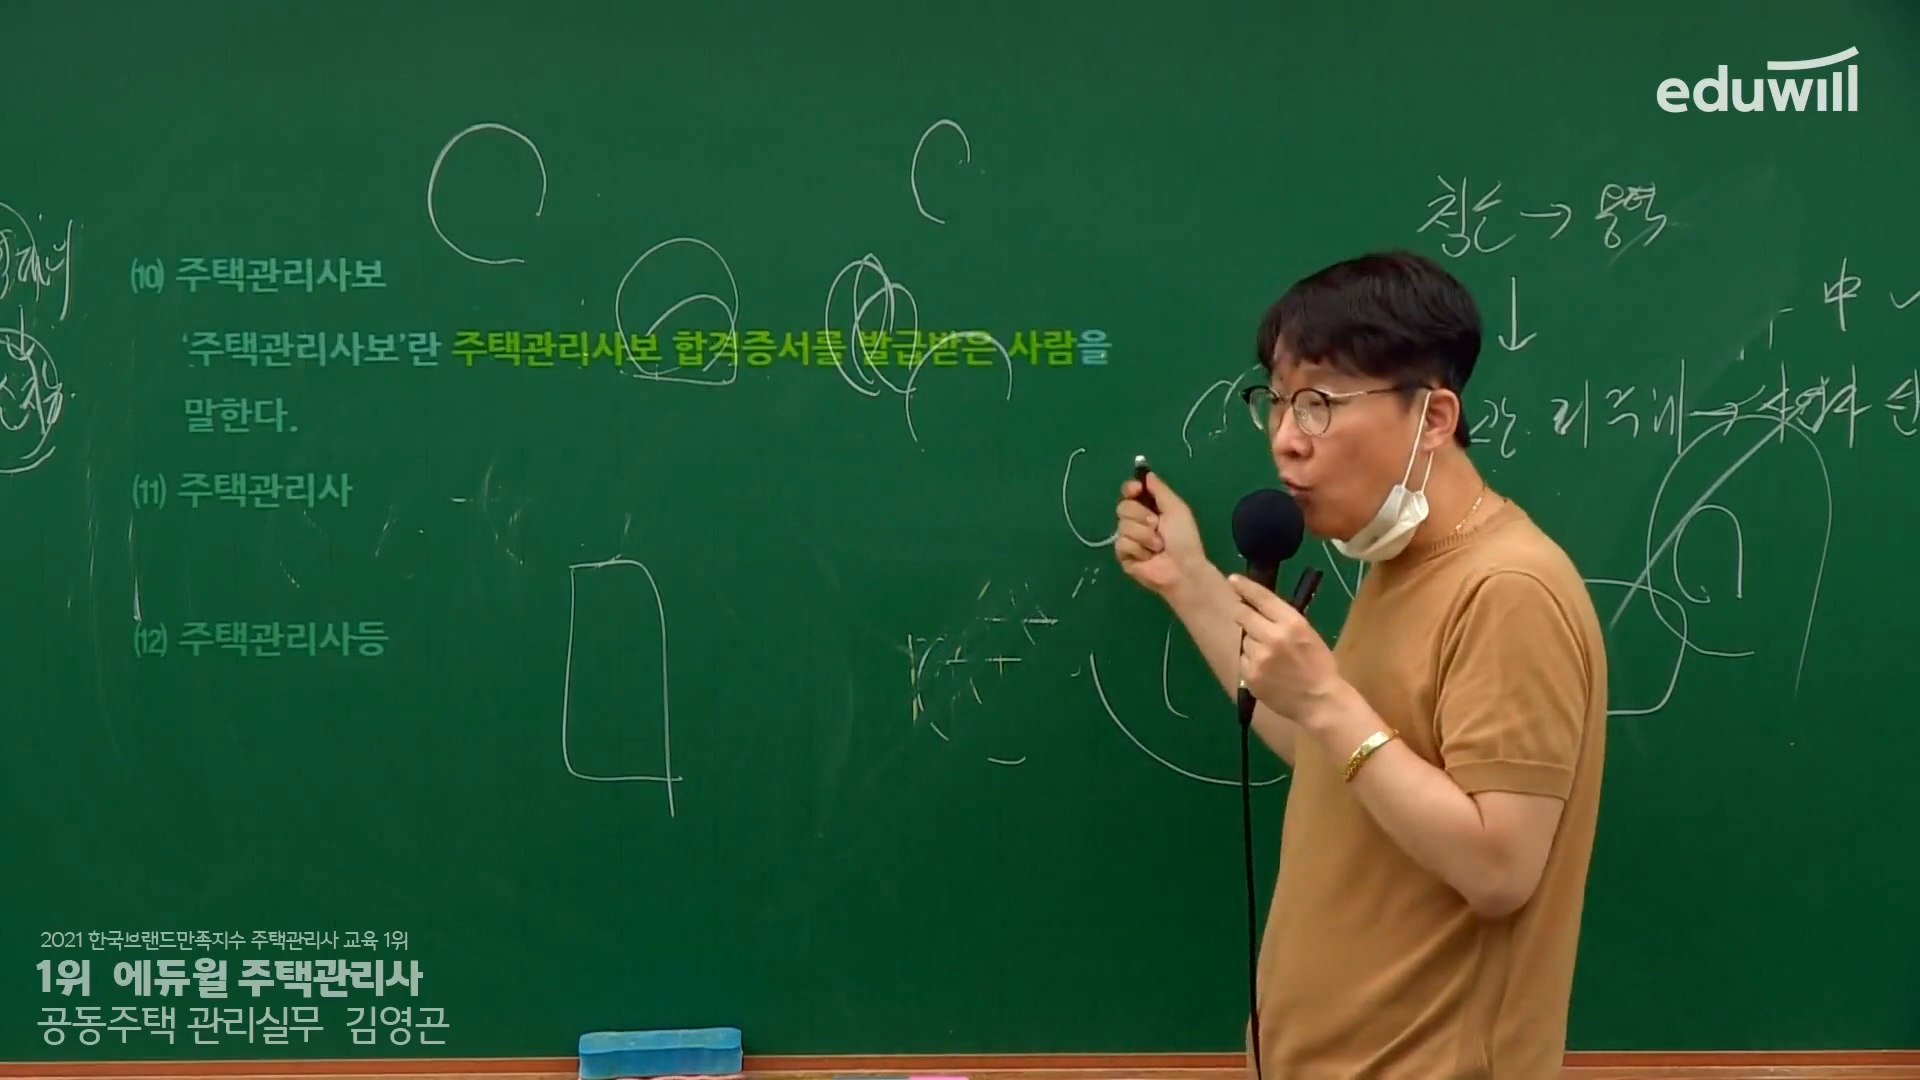 eduwill
청소 → 용역
(10) 주택관리사보
'주택관리사보'란 주택관리사보 합격증서를 발급받은 사람을
말한다.
(11) 주택관리사
(12) 주택관리사등
2021 한국브랜드만족지수 주택관리사 교육 1위
1위 에듀윌 주택관리사
공동주택 관리실무 김영곤